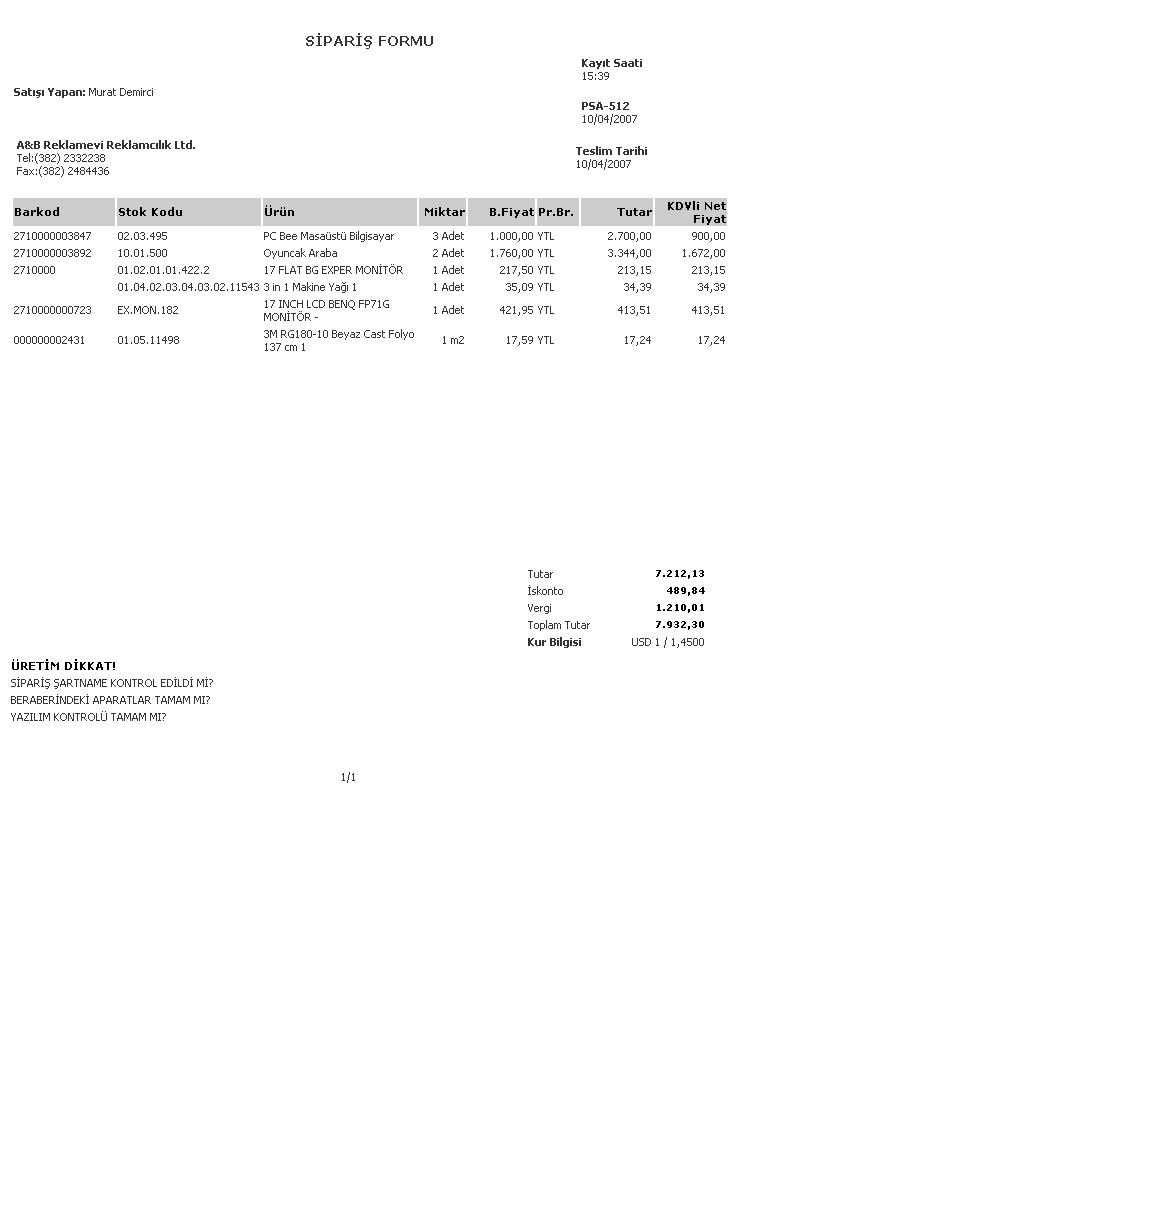 SİPARİŞ FORMU
Kayıt Saati
15:39
Satışı Yapan: Murat Demirci
PSA-512
10/04/2007
A&B Reklamevi Reklamcılık Ltd.
Tel:(382) 2332238
Fax:(382) 2484436
Teslim Tarihi
10/04/2007
Barkod Stok Kodu Ürün Miktar B.Fiyat Pr.Br. Tutar KDVli Net Fiyat
2710000003847 02.03.495 PC Bee Masaüstü Bilgisayar 3 Adet 1.000,00 YTL 2.700,00 900,00
2710000003892 10.01.500 Oyuncak Araba 2 Adet 1.760,00 YTL 3.344,00 1.672,00
2710000 01.02.01.01.422.2 17 FLAT BG EXPER MONİTÖR 1 Adet 217,50 YTL 213,15 213,15
01.04.02.03.04.03.02.11543 3 in 1 Makine Yağı 1 1 Adet 35,09 YTL 34,39 34,39
2710000000723 EX.MON.182 17 INCH LCD BENQ FP71G MONİTÖR - 1 Adet 421,95 YTL 413,51 413,51
000000002431 01.05.11498 3M RG180-10 Beyaz Cast Folyo 137 cm 1 1 m2 17,59 YTL 17,24 17,24
Tutar 7.212,13
İskonto 489,84
Vergi 1.210,01
Toplam Tutar 7.932,30
Kur Bilgisi USD 1 / 1,4500
ÜRETİM DİKKAT!
SİPARİŞ ŞARTNAME KONTROL EDİLDİ Mİ?
BERABERİNDEKİ APARATLAR TAMAM MI?
YAZILIM KONTROLÜ TAMAM MI?
1/1